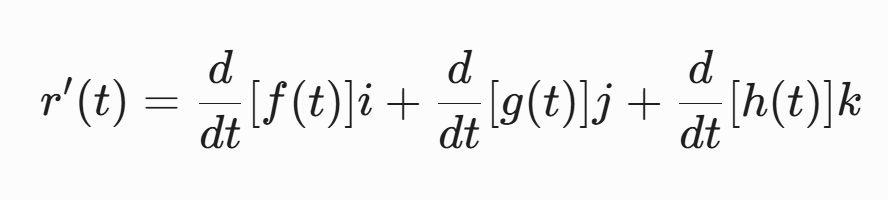 r′(t) = d/dt [f(t)]i + d/dt [g(t)]j + d/dt [h(t)]k